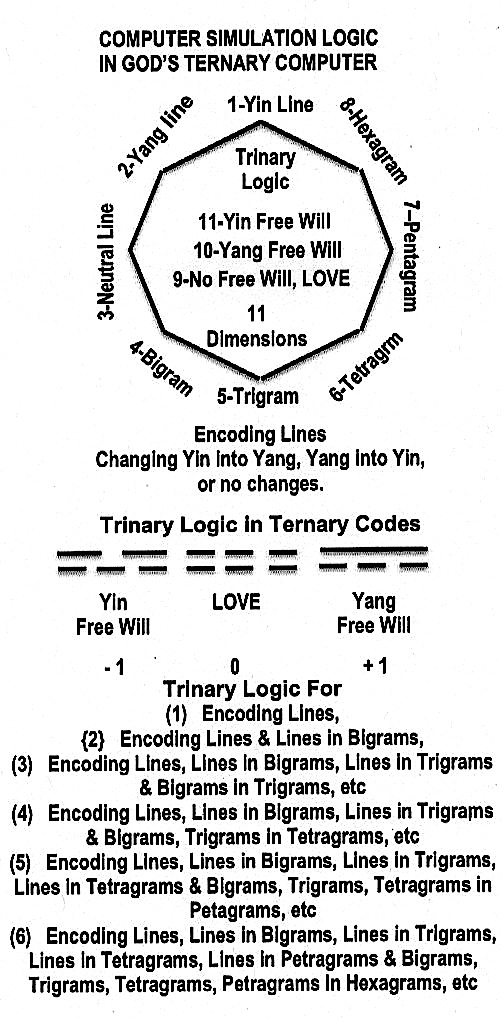 COMPUTER SIMULATION LOGIC
IN GOD'S TERNARY COMPUTER
1-Yin Line
2-Yang line
3-Neutral Line
4-Bigram
5-Trigram
6-Tetragrm
7-Pentagram
8-Hexagram
Trinary
Logic
11-Yin Free Will
10-Yang Free Will
9-No Free Will, LOVE
11
Dimensions
Encoding Lines
Changing Yin into Yang, Yang into Yin,
or no changes.
Trinary Logic in Ternary Codes
Yin
Free Will
LOVE
Yang
Free Will
- 1 0 + 1
Trinary Logic For
(1) Encoding Lines,
{2) Encoding Lines & Lines in Bigrams,
(3) Encoding Lines, Lines in Bigrams, Lines in Trigrams
& Bigrams in Trigrams, etc
(4) Encoding Lines, Lines in Bigrams, Lines in Trigrams
& Bigrams, Trigrams in Tetragrams, etc
(5) Encoding Lines, Lines in Bigrams, Lines in Trigrams,
Lines in Tetragrams & Bigrams, Trigrams, Tetragrams in
Petagrams, etc
(6) Encoding Lines, Lines in Bigrams, Lines in Trigrams,
Lines in Tetragrams, Lines in Petragrams & Bigrams,
Trigrams, Tetragrams, Petragrams in Hexagrams, etc